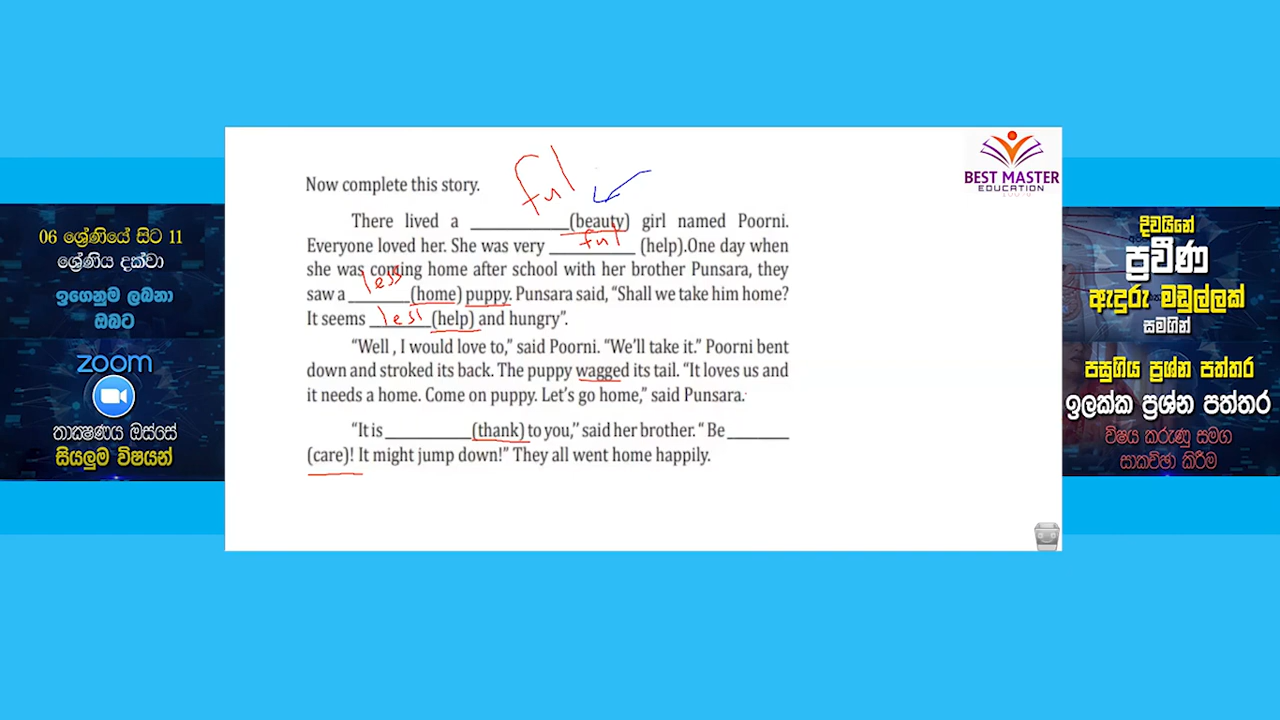 BEST MASTER
EDUCATION
06 ශ්‍රේණියේ සිට 11
ශ්‍රේණිය දක්වා
ඉගෙනුම ලබනා
ඔබට
zoom
තාක්ෂණය ඔස්සේ
සියලුම විෂයන්
Now complete this story.
ful
There lived a __________(beauty) girl named Poorni.
Everyone loved her. She was very ful (help).One day when
she was coming home after school with her brother Punsara, they
saw a less (home) puppy. Punsara said, “Shall we take him home?
It seems less (help) and hungry”.
“Well , I would love to,” said Poorni. “We’ll take it.” Poorni bent
down and stroked its back. The puppy wagged its tail. “It loves us and
it needs a home. Come on puppy. Let’s go home,” said Punsara.
“It is __________(thank) to you,” said her brother. “ Be _______
(care)! It might jump down!” They all went home happily.
දිවයිනේ
ප්‍රවීණ
ඇදුරු මඩුල්ලක්
සමගින්
පසුගිය ප්‍රශ්න පත්තර
ඉලක්ක ප්‍රශ්න පත්තර
විෂය කරුණු සමග
සාකච්ඡා කිරීම